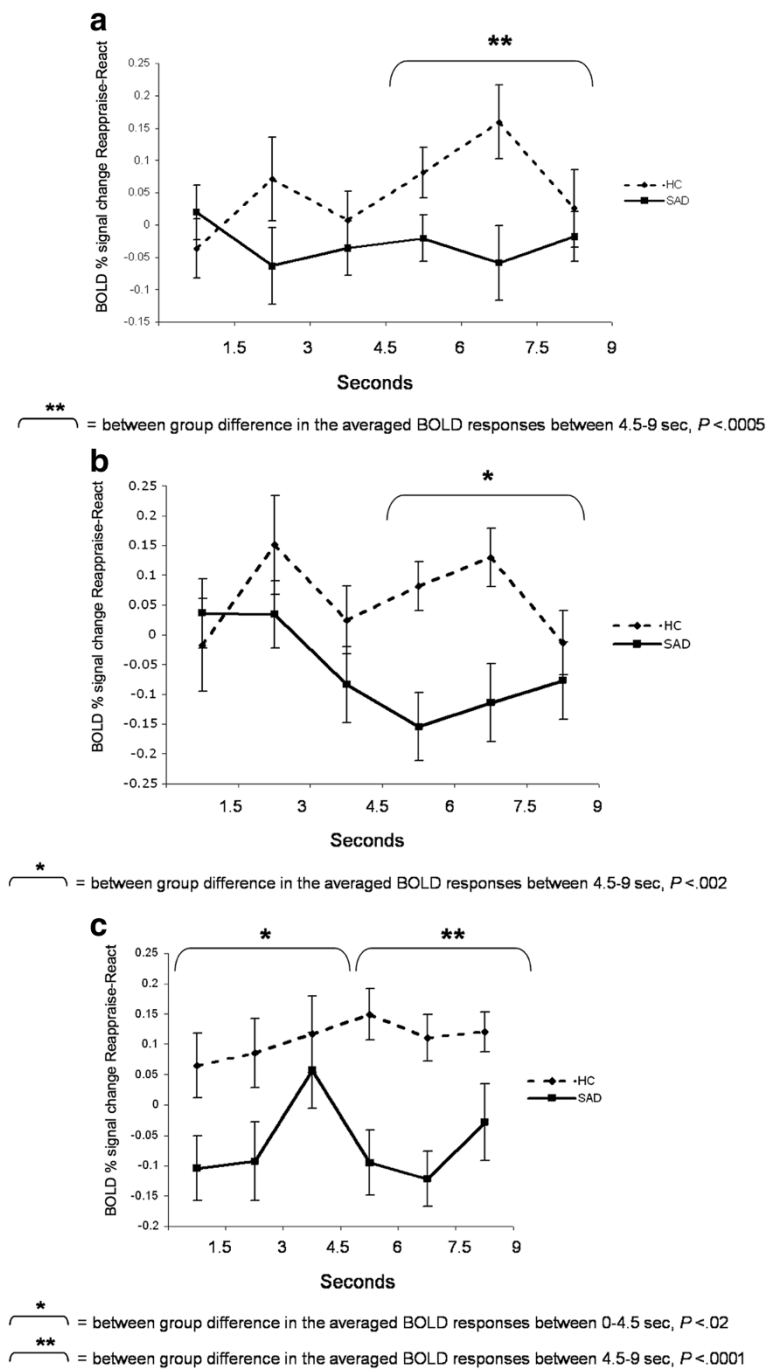 a
**
BOLD % signal change Reappraise-React
0.25
0.2
0.15
0.1
0.05
0
-0.05
-0.1
-0.15
1.5 3 4.5 6 7.5 9
Seconds
HC
SAD
** = between group difference in the averaged BOLD responses between 4.5-9 sec, P<.0005
b
*
BOLD % signal change Reappraise-React
0.25
0.2
0.15
0.1
0.05
0
-0.05
-0.1
-0.15
-0.2
-0.25
1.5 3 4.5 6 7.5 9
Seconds
HC
SAD
* = between group difference in the averaged BOLD responses between 4.5-9 sec, P<.002
c
* **
BOLD % signal change Reappraise-React
0.25
0.2
0.15
0.1
0.05
0
-0.05
-0.1
-0.15
-0.2
1.5 3 4.5 6 7.5 9
Seconds
HC
SAD
* = between group difference in the averaged BOLD responses between 0-4.5 sec, P<.02
** = between group difference in the averaged BOLD responses between 4.5-9 sec, P<.0001